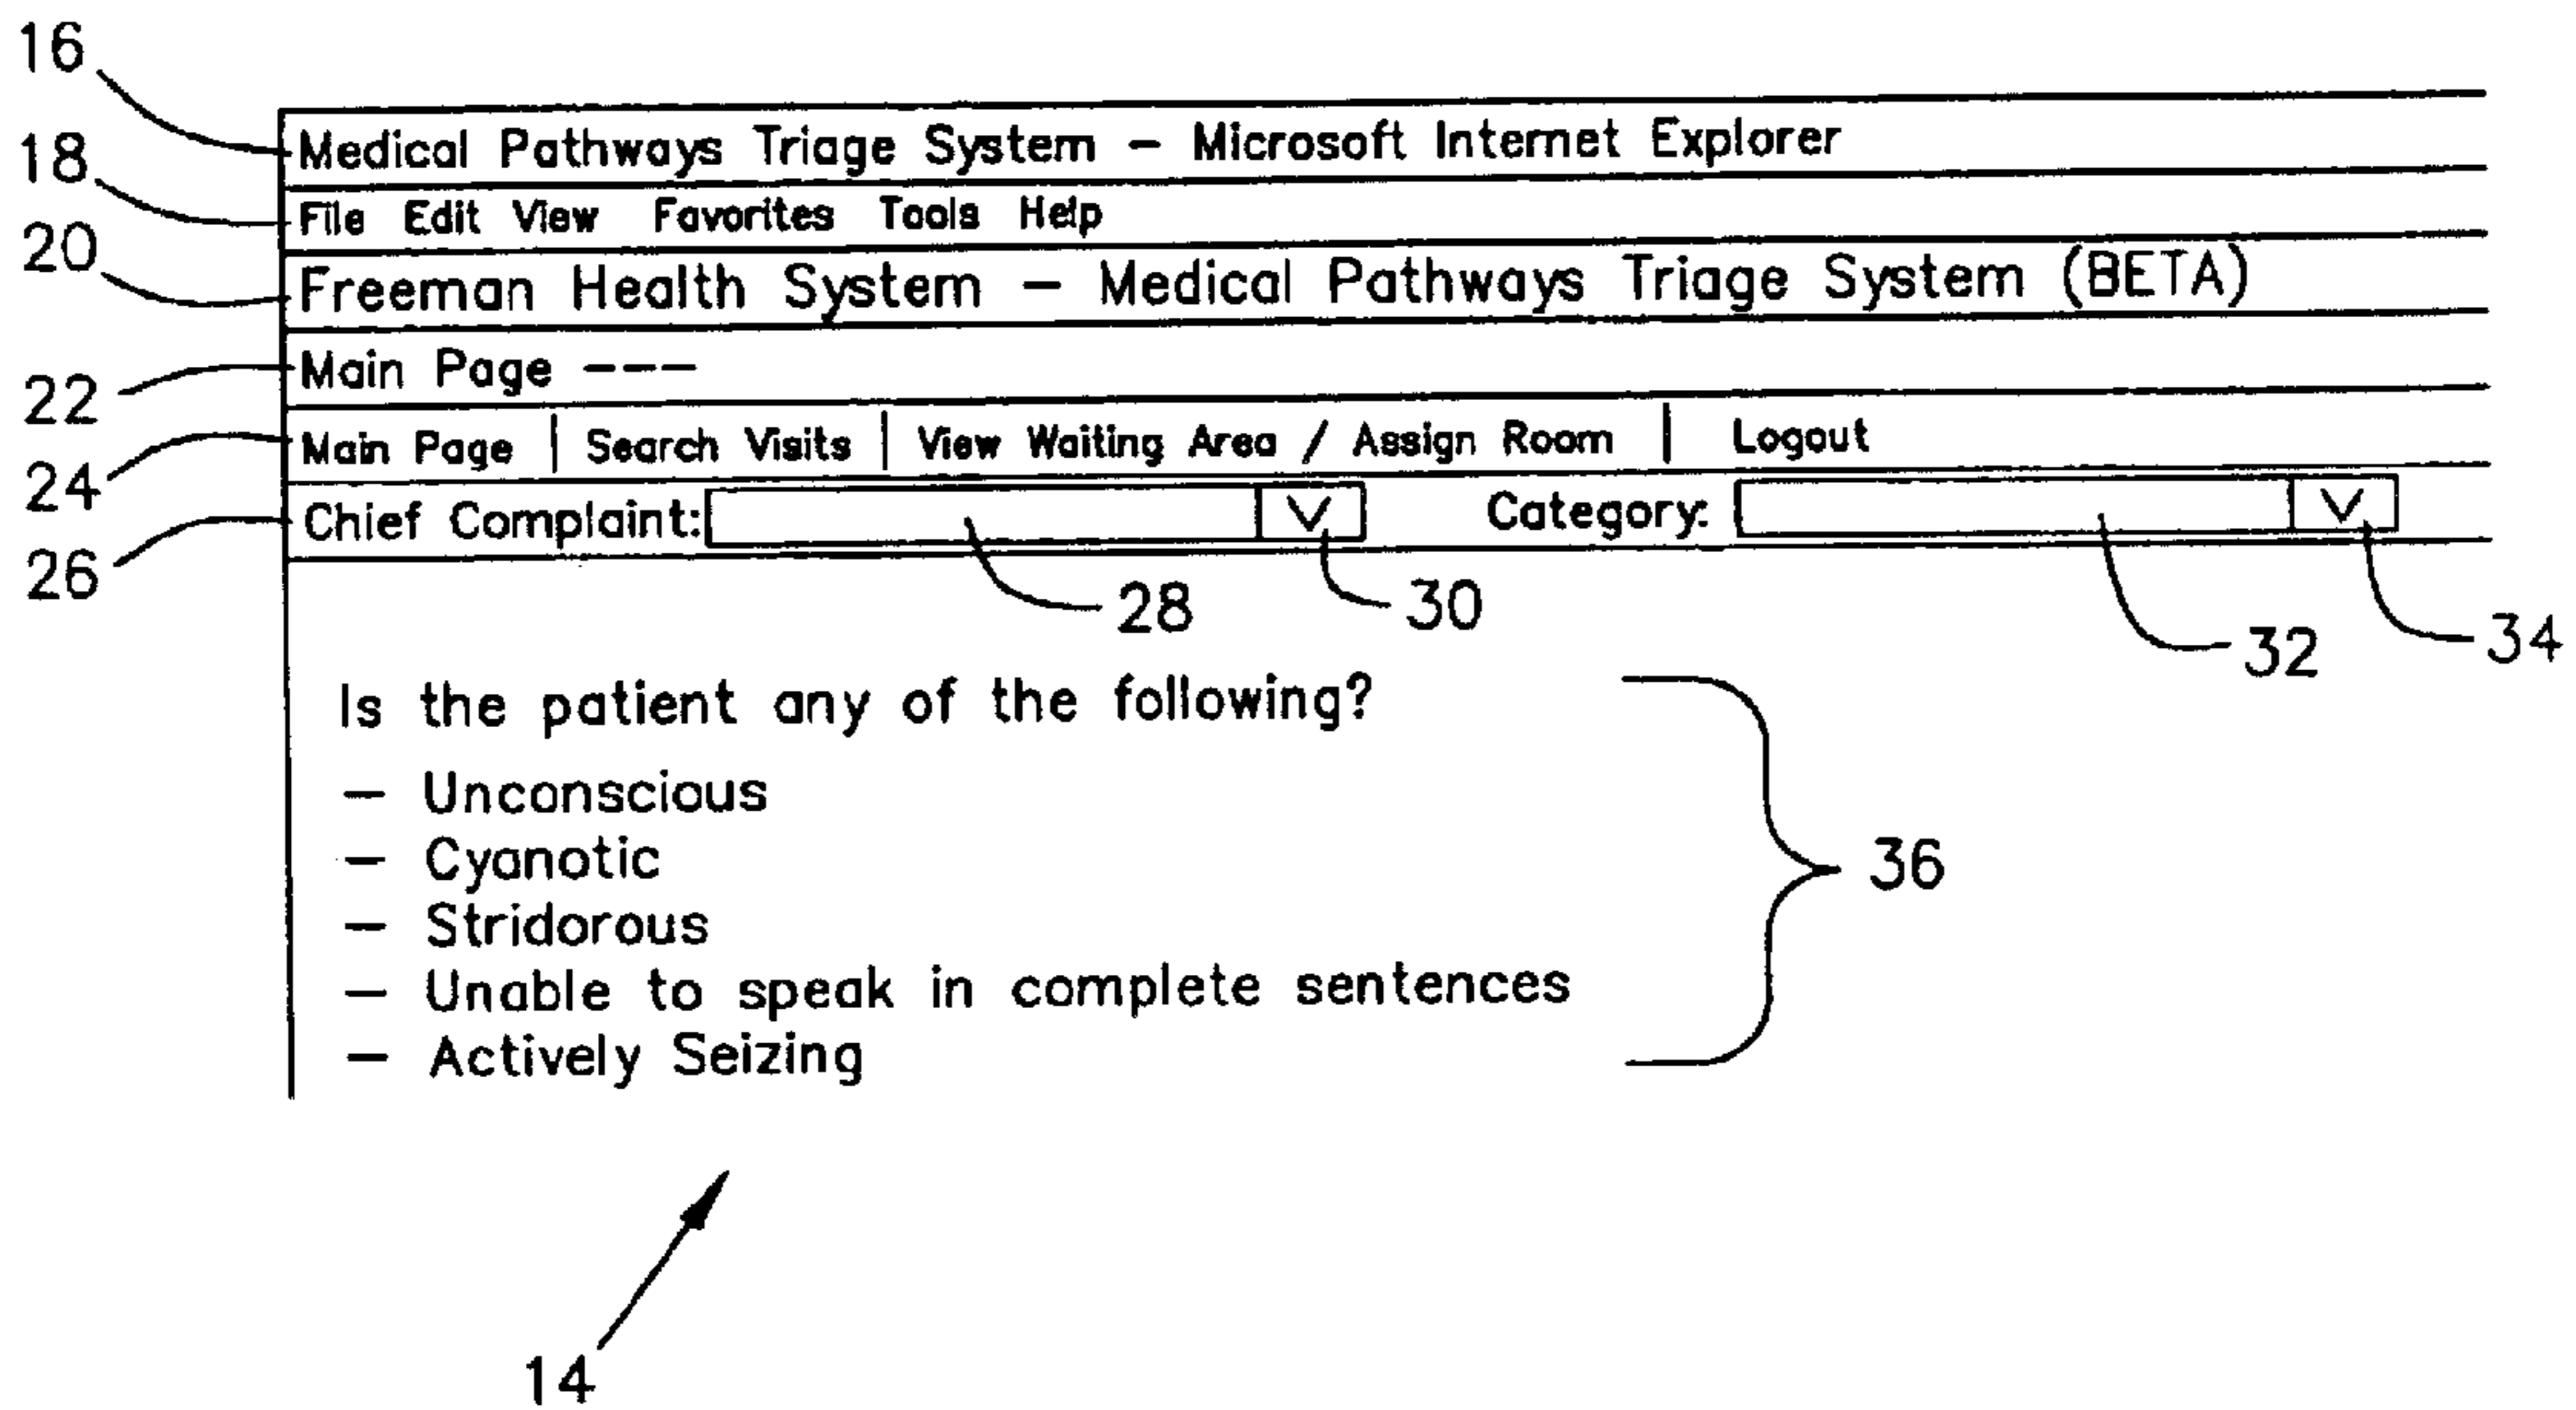 16
Medical Pathways Triage System – Microsoft Internet Explorer
18
File Edit View Favorites Tools Help
20
Freeman Health System – Medical Pathways Triage System (BETA)
22
Main Page ---
24
Main Page | Search Visits | View Waiting Area / Assign Room | Logout
26
Chief Complaint: V Category: V
28 30 32 34
Is the patient any of the following?
– Unconscious
– Cyanotic
– Stridorous
– Unable to speak in complete sentences
– Actively Seizing
36
14